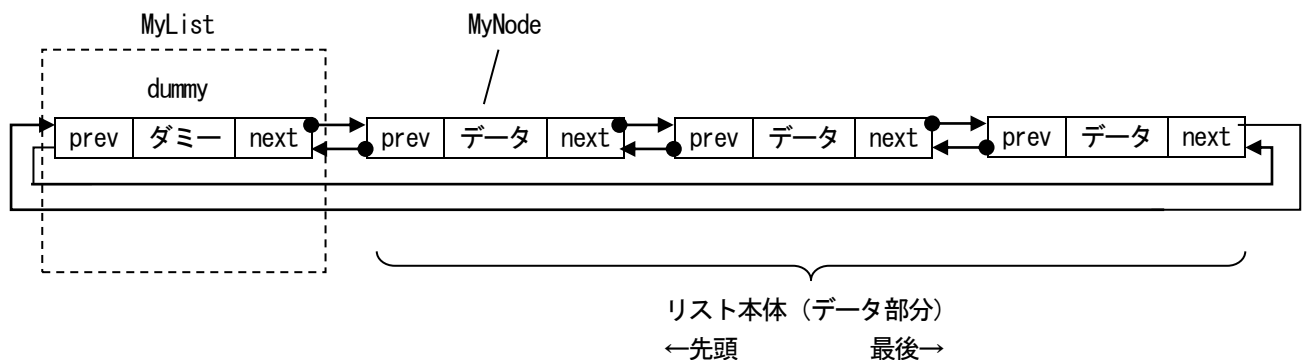 MyList MyNode
dummy
prev ダミー next prev データ next prev データ next prev データ next
リスト本体（データ部分）
←先頭 最後→